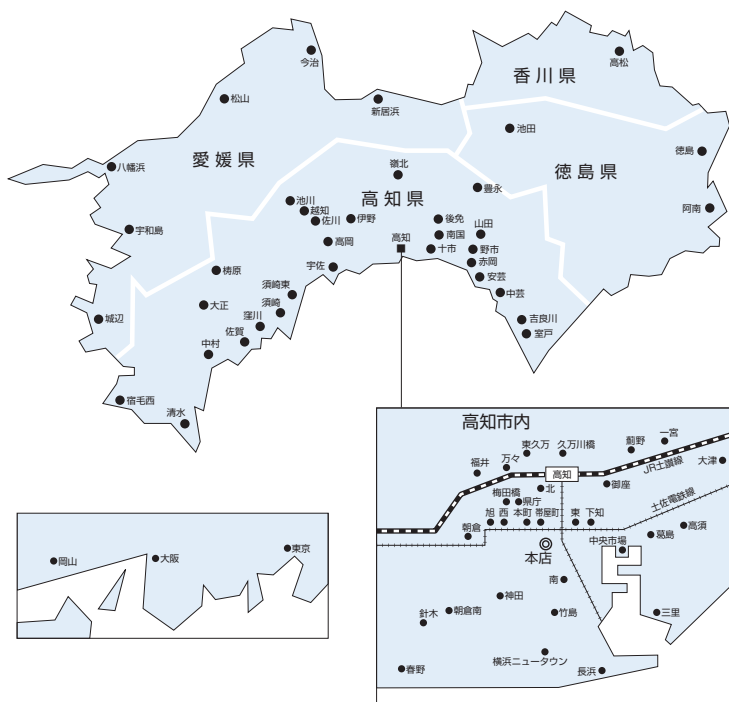 今治
高松
香川県
松山
新居浜
池田
徳島
愛媛県
八幡浜
嶺北
徳島県
豊永
高知県
池川
越知
佐川
伊野
後免
阿南
宇和島
南国
山田
高岡
高知
十市
野市
赤岡
宇佐
梼原
安芸
須崎東
中芸
大正
須崎
城辺
窪川
吉良川
佐賀
室戸
中村
宿毛西
清水
高知市内
東久万
久万川橋
薊野
一宮
万々
福井
高知
JR土讃線
大津
北
御座
梅田橋
県庁
土佐電鉄線
旭
西
本町
帯屋町
東
下知
高須
朝倉
葛島
本店
中央市場
南
神田
針木
朝倉南
竹島
三里
横浜ニュータウン
春野
長浜
岡山
大阪
東京